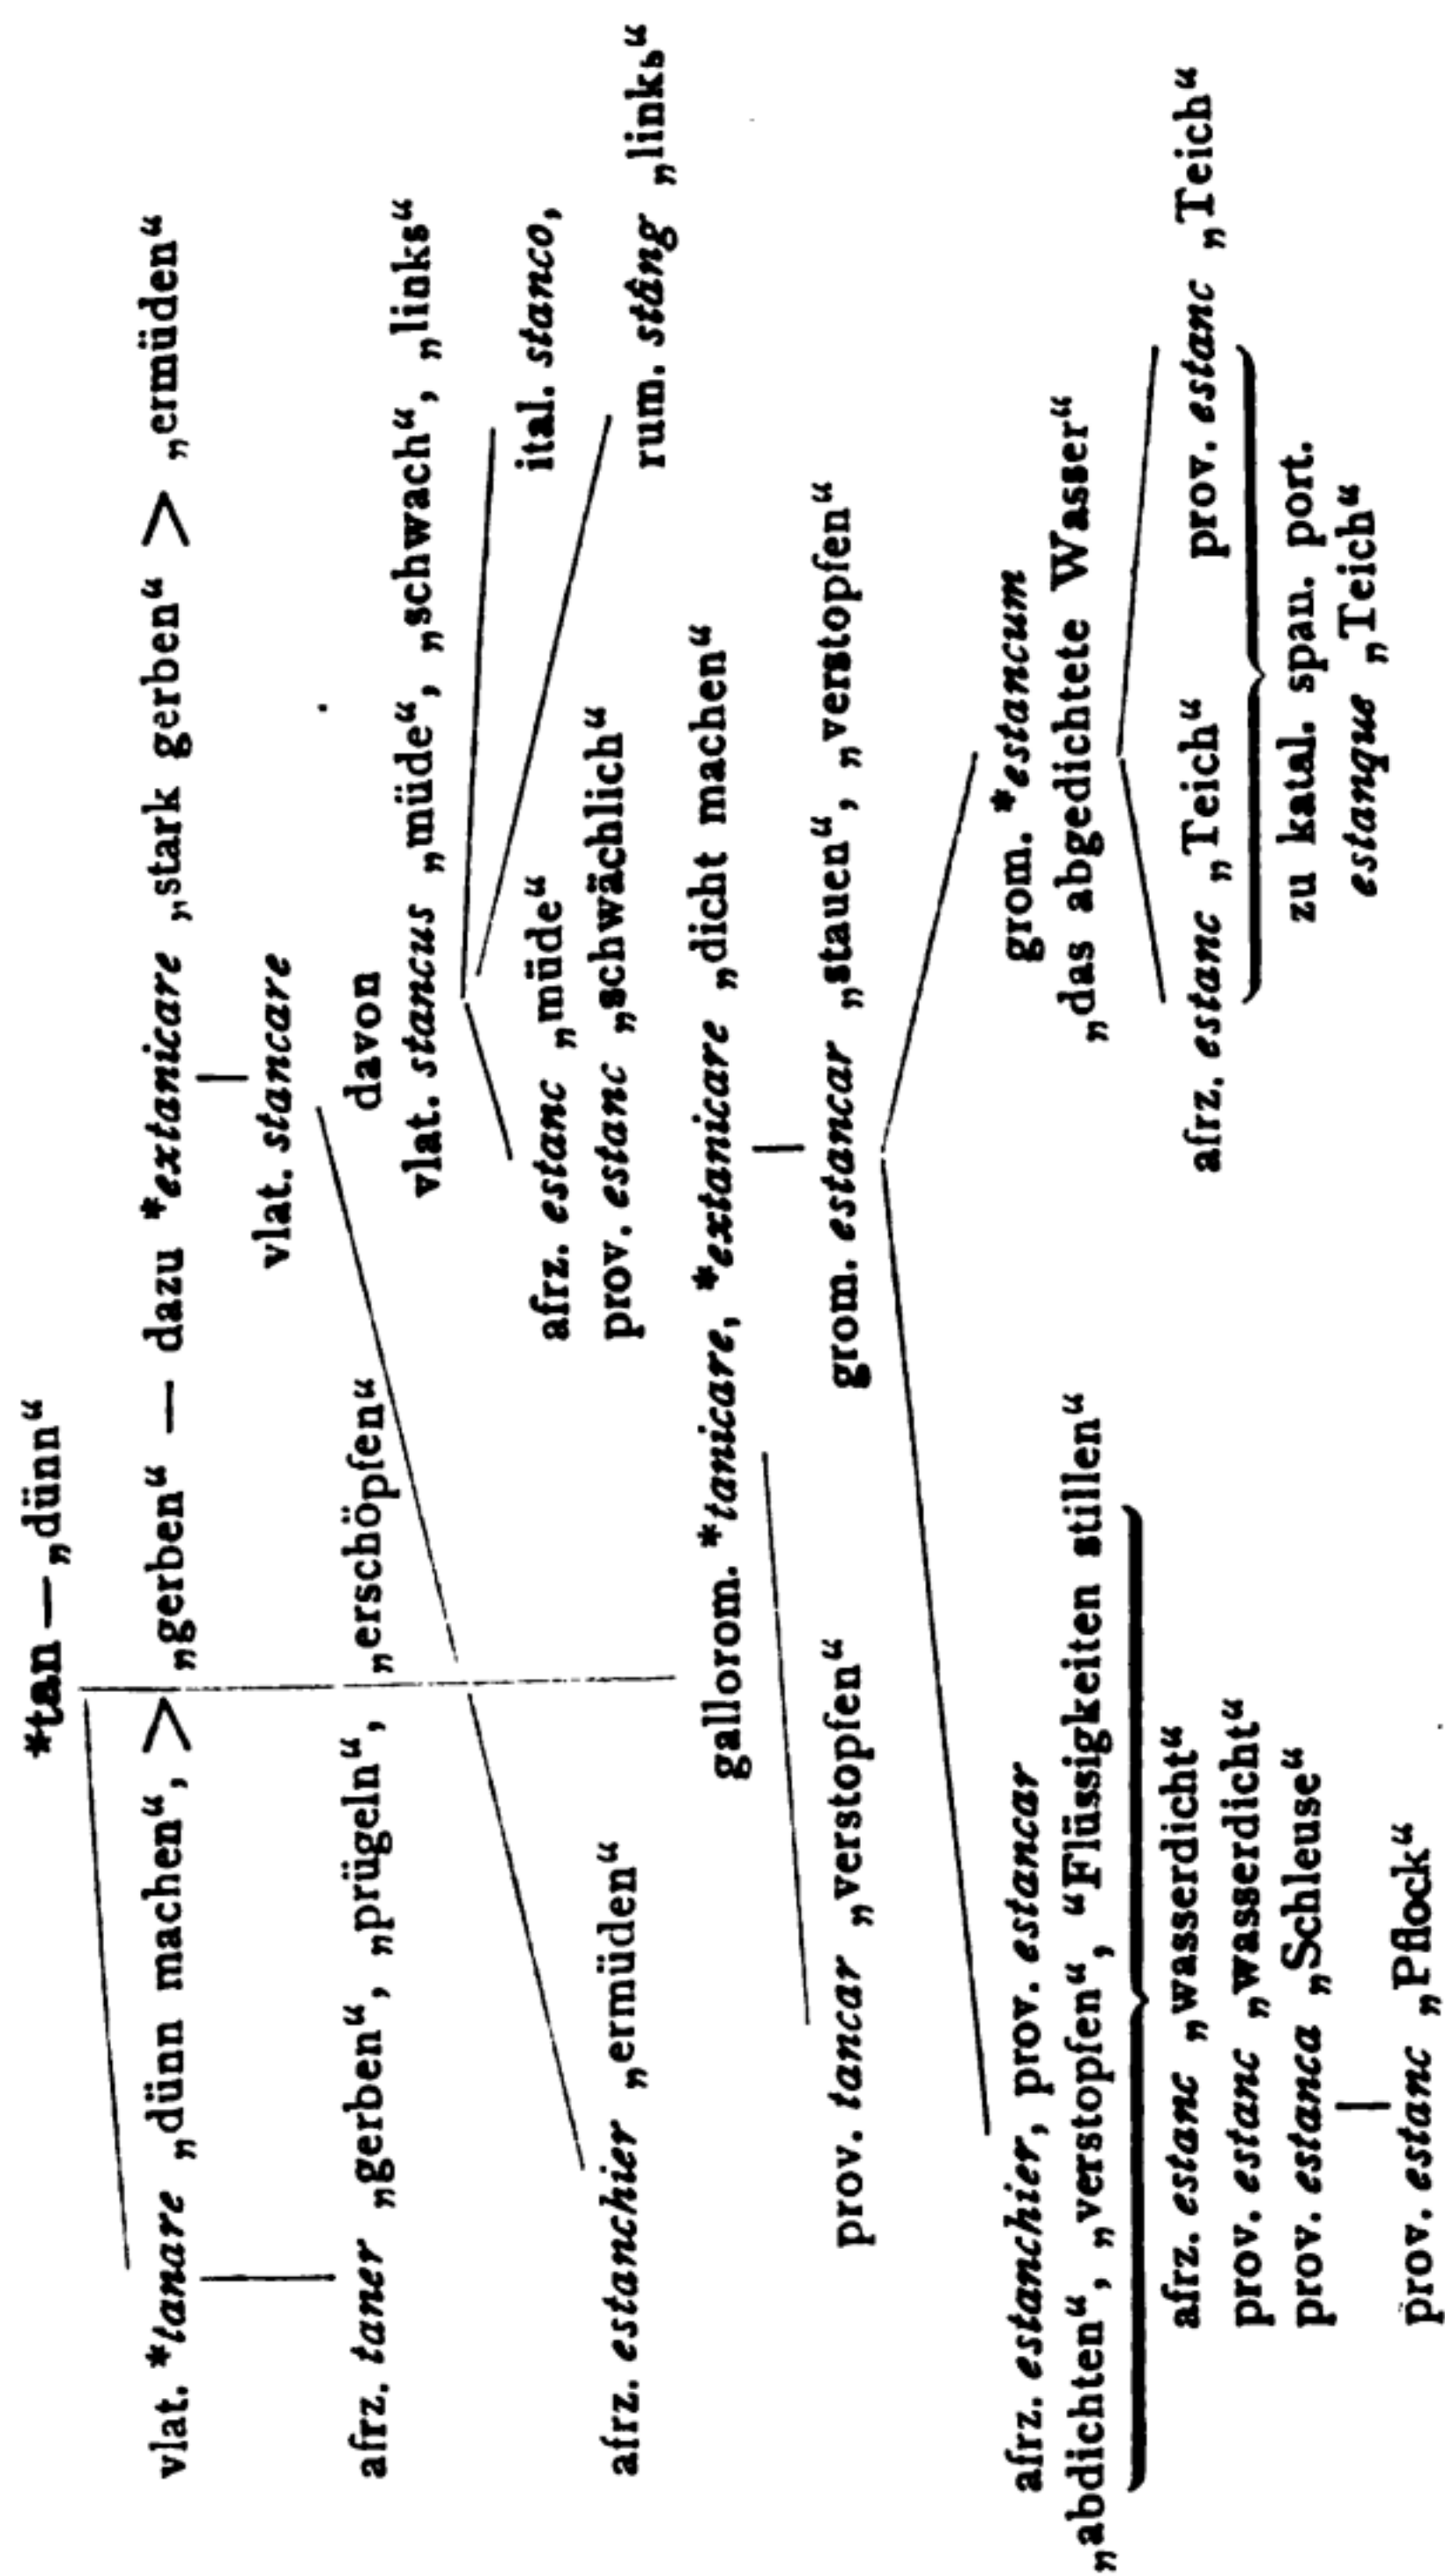 *tan — „dünn“
vlat. *tanare „dünn machen“, > „gerben“ — dazu *extanicare „stark gerben“ > „ermüden“
vlat. stancare
afrz. taner „gerben“, „prügeln“, „erschöpfen“
davon
vlat. stancus „müde“, „schwach“, „links“
ital. stanco,
rum. stâng „links“
afrz. estanc „müde“
prov. estanc „schwächlich“
afrz. estanchier „ermüden“
gallorom. *tanicare, *extanicare „dicht machen“
prov. tancar „verstopfen“
grom. estancar „stauen“, „verstopfen“
afrz. estanchier, prov. estancar
„abdichten“, „verstopfen“, “Flüssigkeiten stillen“
grom. *estancum
„das abgedichtete Wasser“
afrz. estanc „wasserdicht“
prov. estanc „wasserdicht“
prov. estanca „Schleuse“
prov. estanc „Pflock“
afrz. estanc „Teich“
prov. estanc „Teich“
zu katal. span. port.
estanque „Teich“